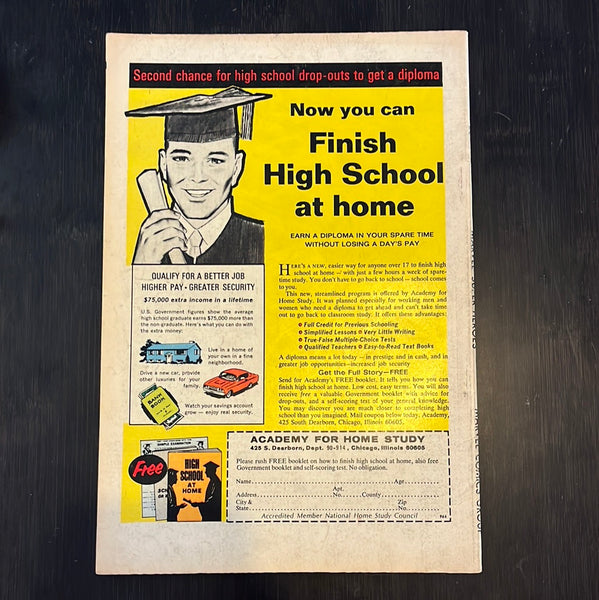 Second chance for high school drop-outs to get a diploma
Now you can
Finish
High School
at home
EARN A DIPLOMA IN YOUR SPARE TIME
WITHOUT LOSING A DAY'S PAY
HERE'S A NEW, easier way for anyone over 17 to finish high
school at home — with just a few hours a week of spare-
time study. You don't have to go back to school — school comes
to you.
This new, streamlined program is offered by Academy for
Home Study. It was planned especially for working men and
women who need a diploma to get ahead and can't take time
out to go back to classroom study. It offers these advantages:
Full Credit for Previous Schooling
Simplified Lessons Very Little Writing
True-False Multiple-Choice Tests
Qualified Teachers Easy-to-Read Text Books
A diploma means a lot today — in prestige and in cash, and in
greater job opportunities — increased job security
Get the Full Story—FREE
Send for Academy's FREE booklet. It tells you how you can
finish high school at home. Low cost, easy terms. You will also
receive free a valuable Government booklet with advice for
drop-outs, and a self-scoring test of your general knowledge.
You may discover you are much closer to completing high
school than you imagined. Mail coupon below today: Academy,
425 South Dearborn, Chicago, Illinois 60605.
QUALIFY FOR A BETTER JOB
HIGHER PAY • GREATER SECURITY
$75,000 extra income in a lifetime
U.S. Government figures show the average
high school graduate earns $75,000 more than
the non-graduate. Here's what you can do with
the extra money:
Live in a home of
your own in a fine
neighborhood.
Drive a new car, provide
other luxuries for your
family.
Watch your savings account
grow — enjoy real security.
Free
SAMPLE EXAMINATION
HIGH
SCHOOL
AT
HOME
ACADEMY FOR HOME STUDY
425 S. Dearborn, Dept. 90-914, Chicago, Illinois 60605
Please rush FREE booklet on how to finish high school at home, also free
Government booklet and self-scoring test. No obligation.
Name Age
Apt.
Address No. County
City & Zip
State No.
Accredited Member National Home Study Council